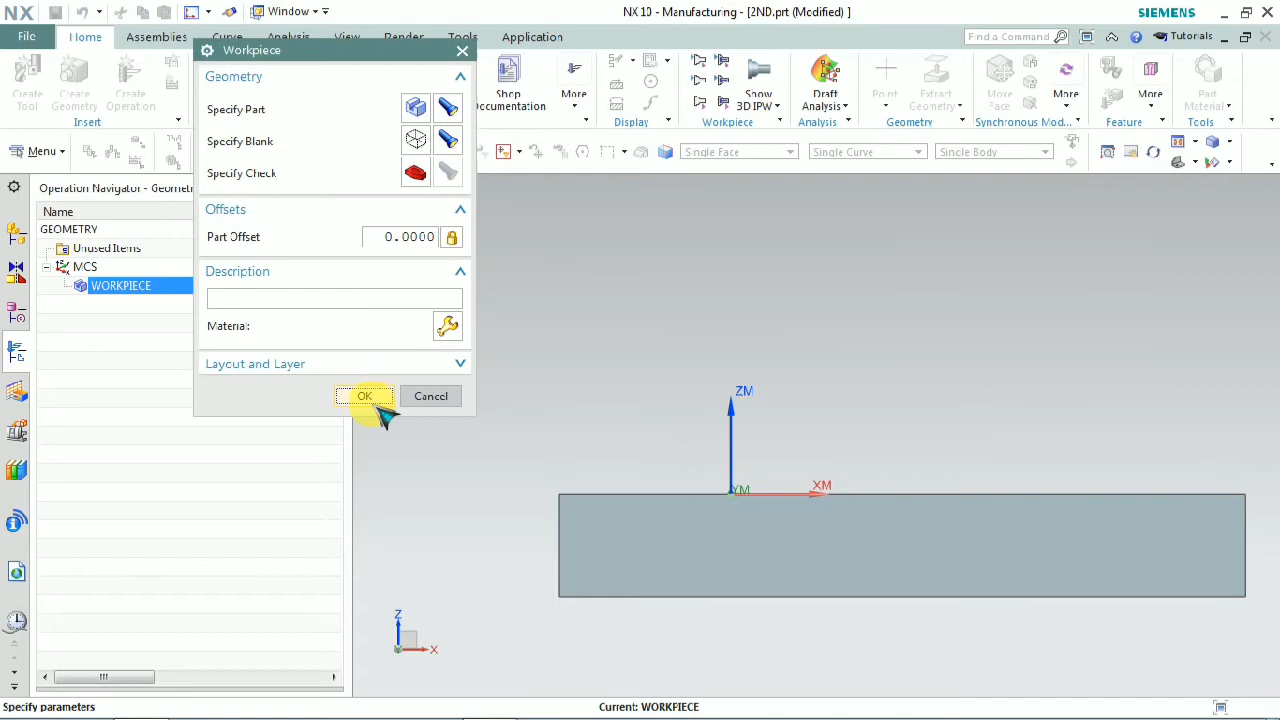 NX Window NX 10 - Manufacturing - [2ND.prt (Modified) ] SIEMENS
File Home Assemblies Curve Analysis View Render Tools Application Find a Command Tutorials
Workpiece
Create Tool
Create Geometry
Create Operation
Insert
Shop Documentation
More
Display
Show 3D IPW
Workpiece
Draft Analysis
Analysis
Point
Extract Geometry
Geometry
More Face
More
Synchronous Mod...
More
Feature
Part Material
Tools
Menu
Single Face
Single Curve
Single Body
Geometry
Specify Part
Specify Blank
Specify Check
Offsets
Part Offset 0.0000
Description
Material:
Layout and Layer
OK Cancel
Operation Navigator - Geomet
Name
GEOMETRY
Unused Items
MCS
WORKPIECE
ZM
YM
XM
Z
X
Specify parameters
Current: WORKPIECE